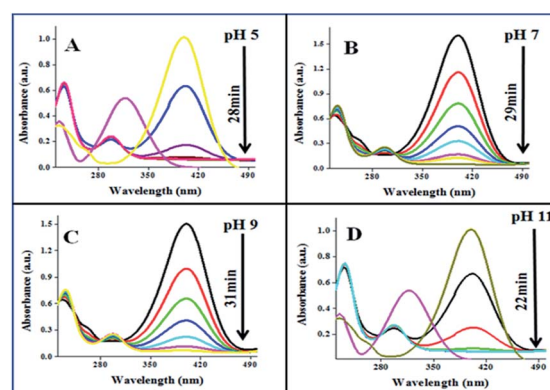 A
pH 5
28min
Absorbance (a.u.)
1.0
0.8
0.6
0.4
0.2
0.0
280
350
420
490
Wavelength (nm)
B
pH 7
29min
Absorbance (a.u.)
1.5
1.2
0.9
0.6
0.3
0.0
280
350
420
490
Wavelength (nm)
C
pH 9
31min
Absorbance (a.u.)
1.5
1.2
0.9
0.6
0.3
0.0
280
350
420
490
Wavelength (nm)
D
pH 11
22min
Absorbance (a.u.)
1.0
0.8
0.6
0.4
0.2
280
350
420
490
Wavelength (nm)